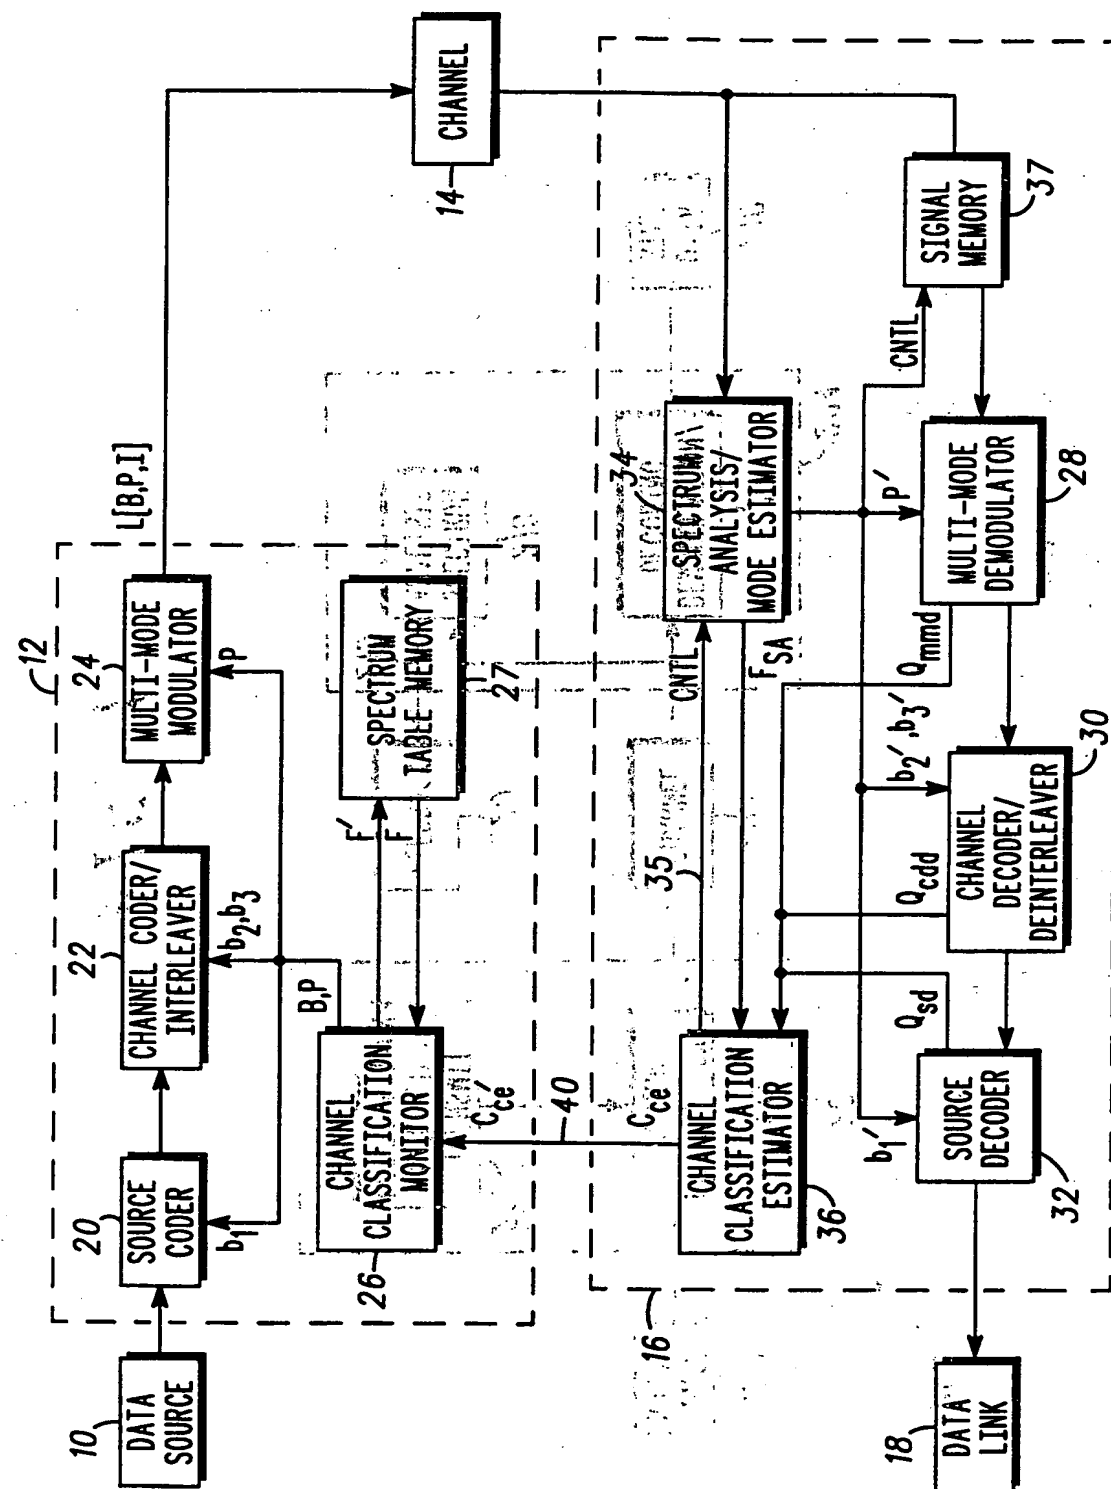 12
10
DATA
SOURCE
20
SOURCE
CODER
b1
22
CHANNEL CODER/
INTERLEAVER
b2,b3
24
MULTI-MODE
MODULATOR
P
L[B,P,I]
26
CHANNEL
CLASSIFICATION
MONITOR
B,P
F'
F
SPECTRUM
TABLE MEMORY
27
C'ce
40
CHANNEL
14
16
Cce
CHANNEL
CLASSIFICATION
ESTIMATOR
36
35
CNTL
FSA
34
SPECTRUM
ANALYSIS/
MODE ESTIMATOR
CNTL
SIGNAL
MEMORY
37
P'
MULTI-MODE
DEMODULATOR
28
Qmmd
b2',b3'
CHANNEL
DECODER/
DEINTERLEAVER
30
Qcdd
Qsd
b1'
SOURCE
DECODER
32
18
DATA
LINK